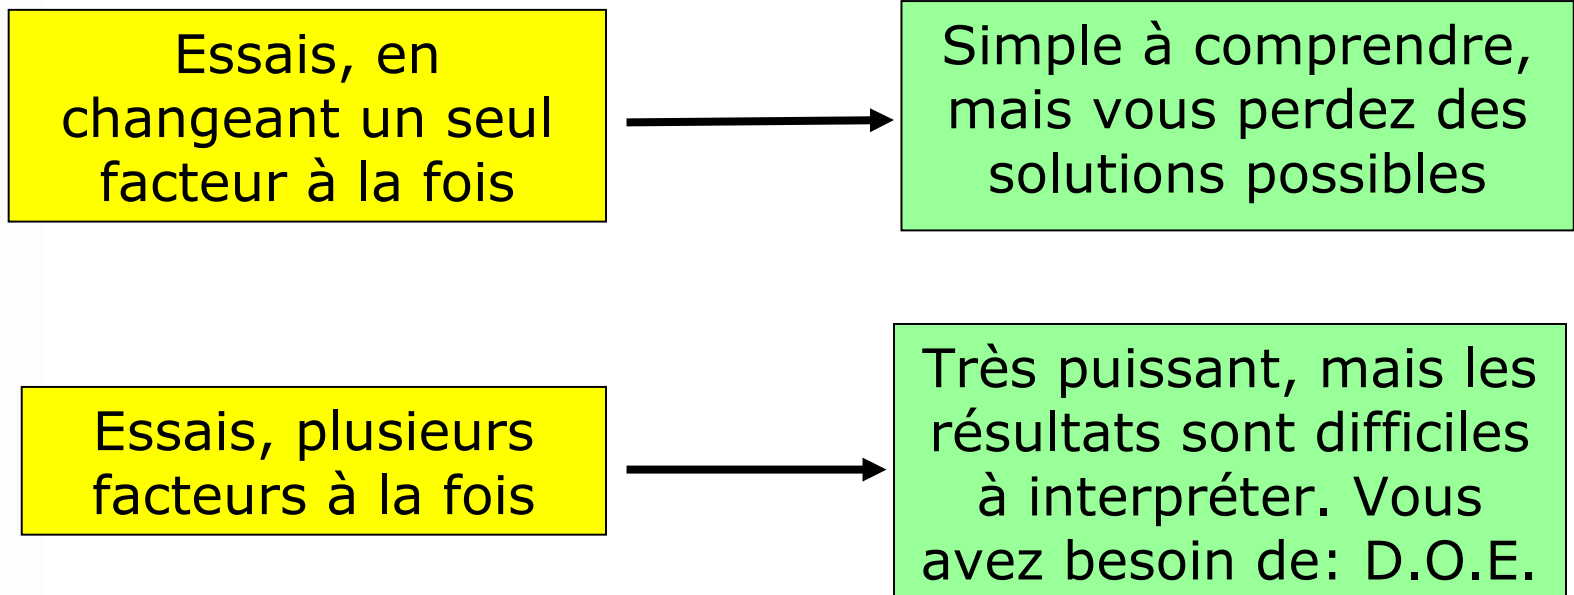 Essais, en
changeant un seul
facteur à la fois
Simple à comprendre,
mais vous perdez des
solutions possibles
Essais, plusieurs
facteurs à la fois
Très puissant, mais les
résultats sont difficiles
à interpréter. Vous
avez besoin de: D.O.E.